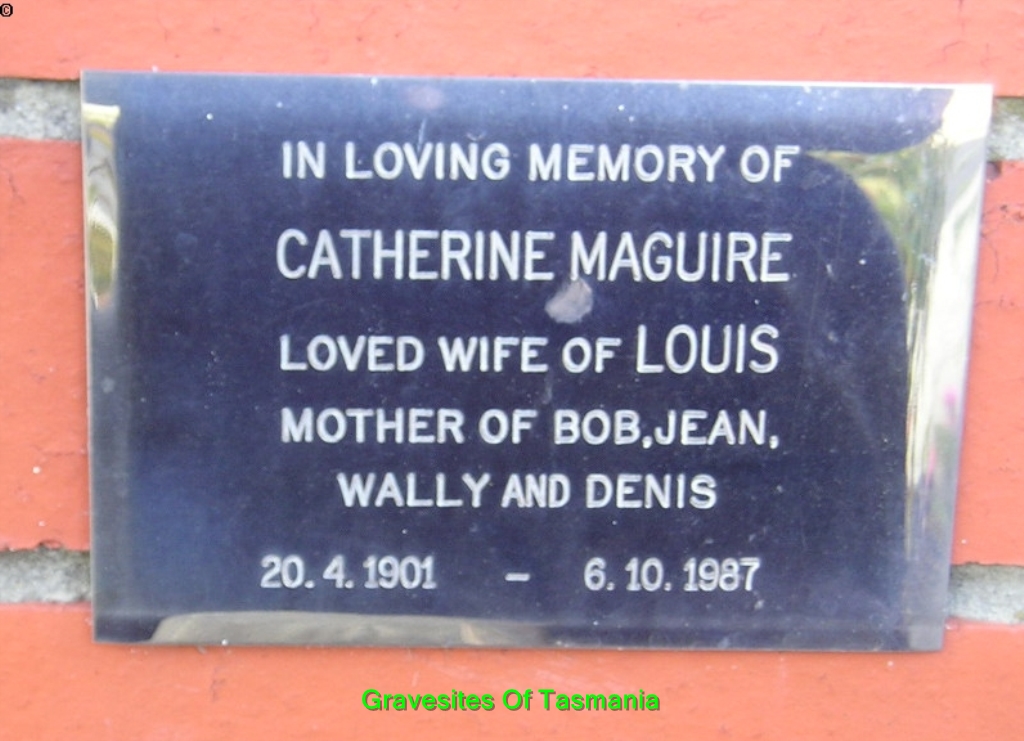 ©
IN LOVING MEMORY OF
CATHERINE MAGUIRE
LOVED WIFE OF LOUIS
MOTHER OF BOB, JEAN,
WALLY AND DENIS
20. 4. 1901 – 6. 10. 1987
Gravesites Of Tasmania